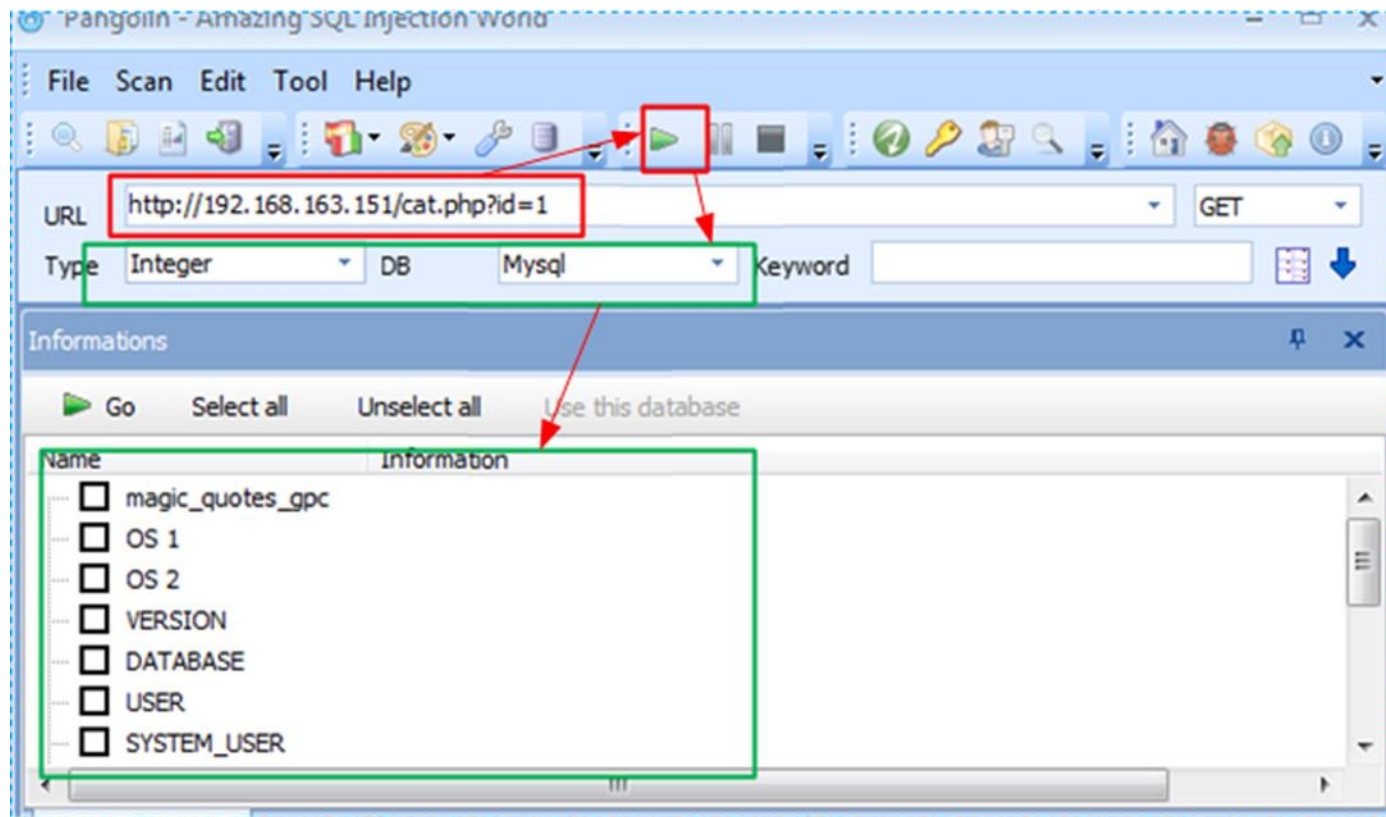 Pangolin - Amazing SQL Injection World
File Scan Edit Tool Help
URL http://192.168.163.151/cat.php?id=1 GET
Type Integer DB Mysql Keyword
Informations
Go Select all Unselect all Use this database
Name Information
magic_quotes_gpc
OS 1
OS 2
VERSION
DATABASE
USER
SYSTEM_USER